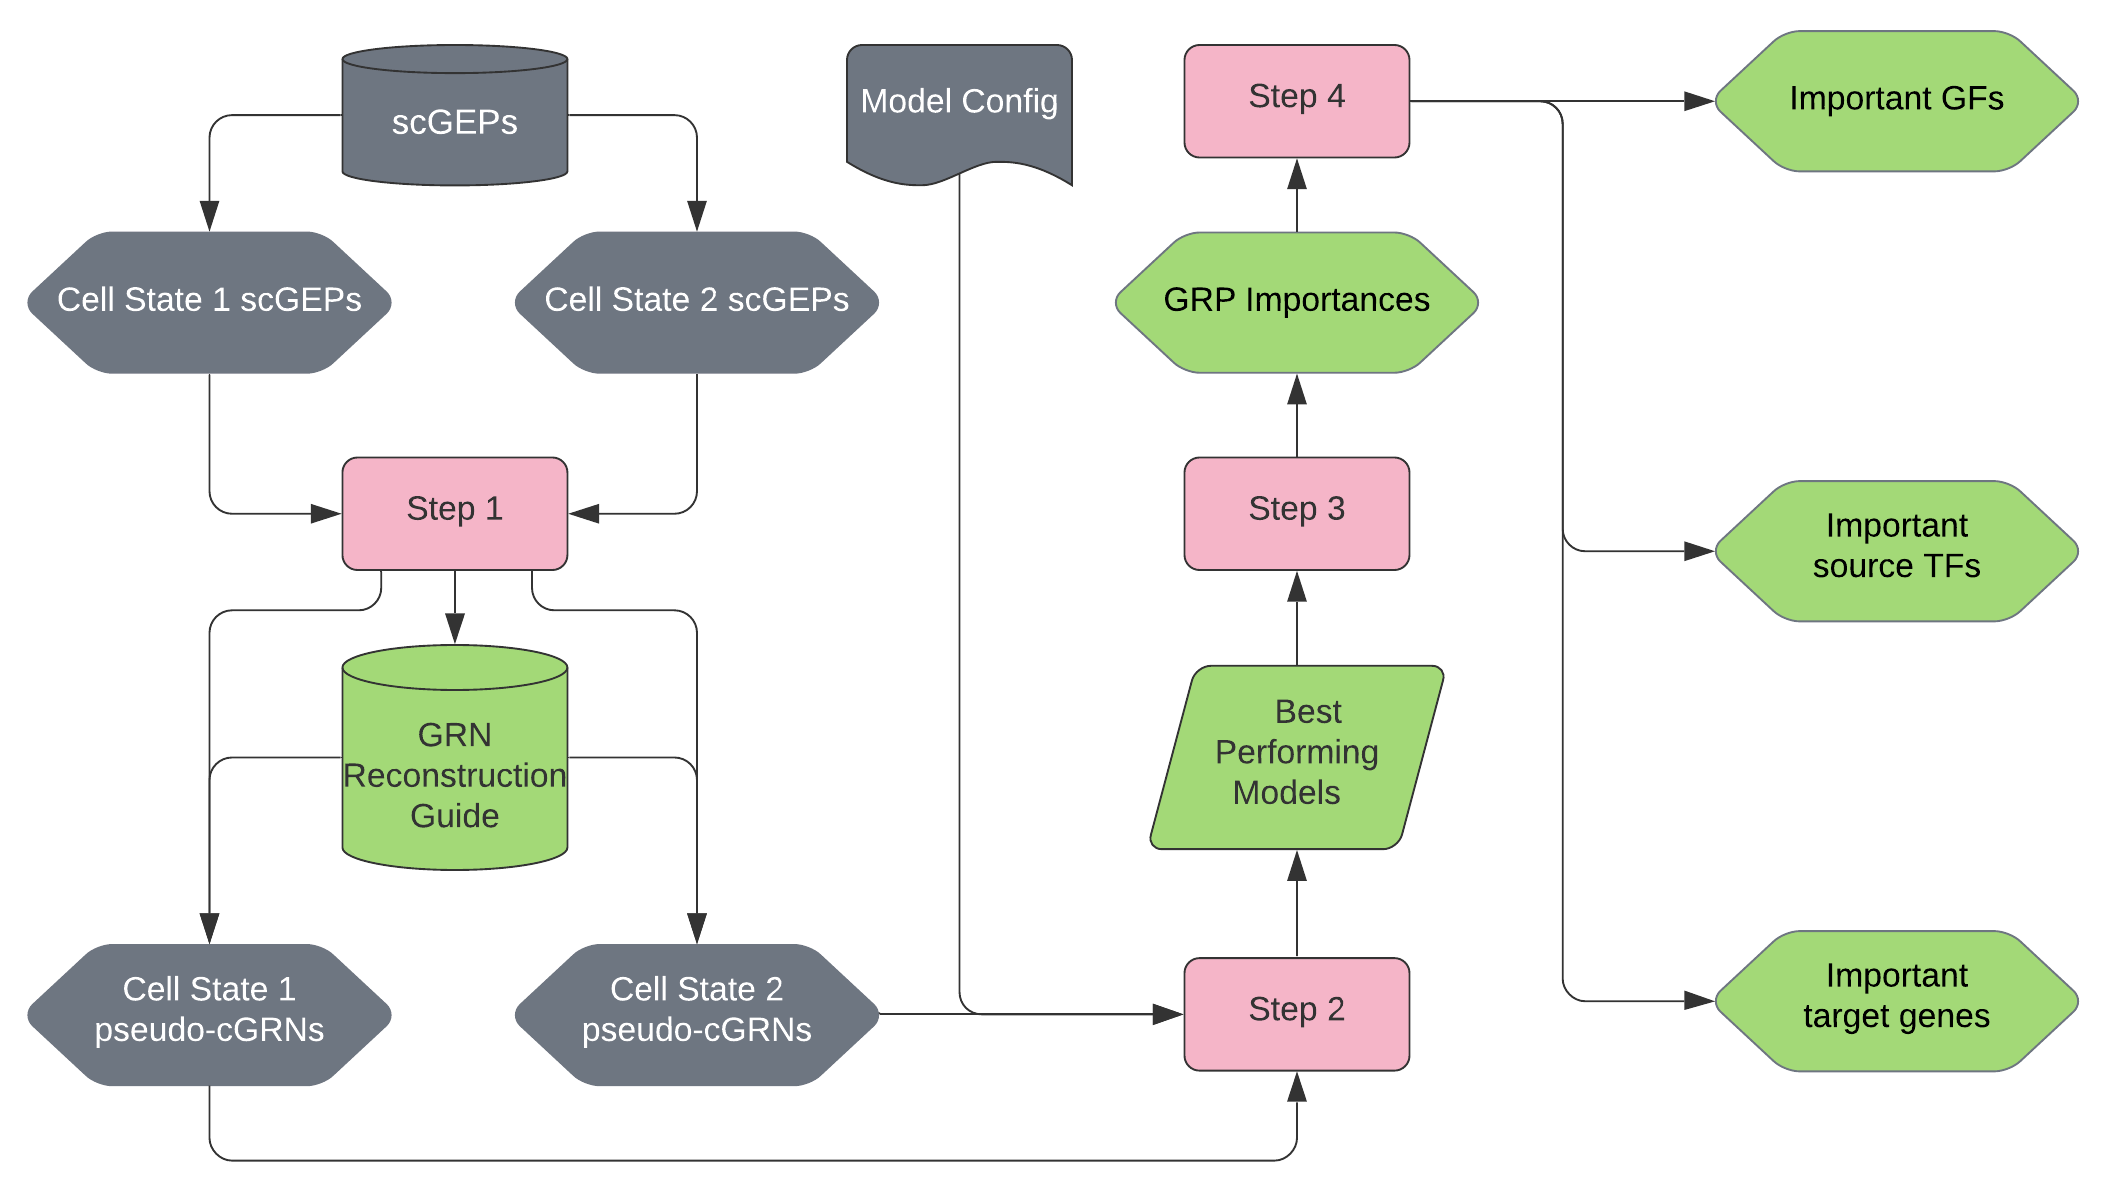 scGEPs
Model Config
Step 4
Important GFs
Cell State 1 scGEPs
Cell State 2 scGEPs
GRP Importances
Step 1
Step 3
Important
source TFs
GRN
Reconstruction
Guide
Best
Performing
Models
Cell State 1
pseudo-cGRNs
Cell State 2
pseudo-cGRNs
Step 2
Important
target genes